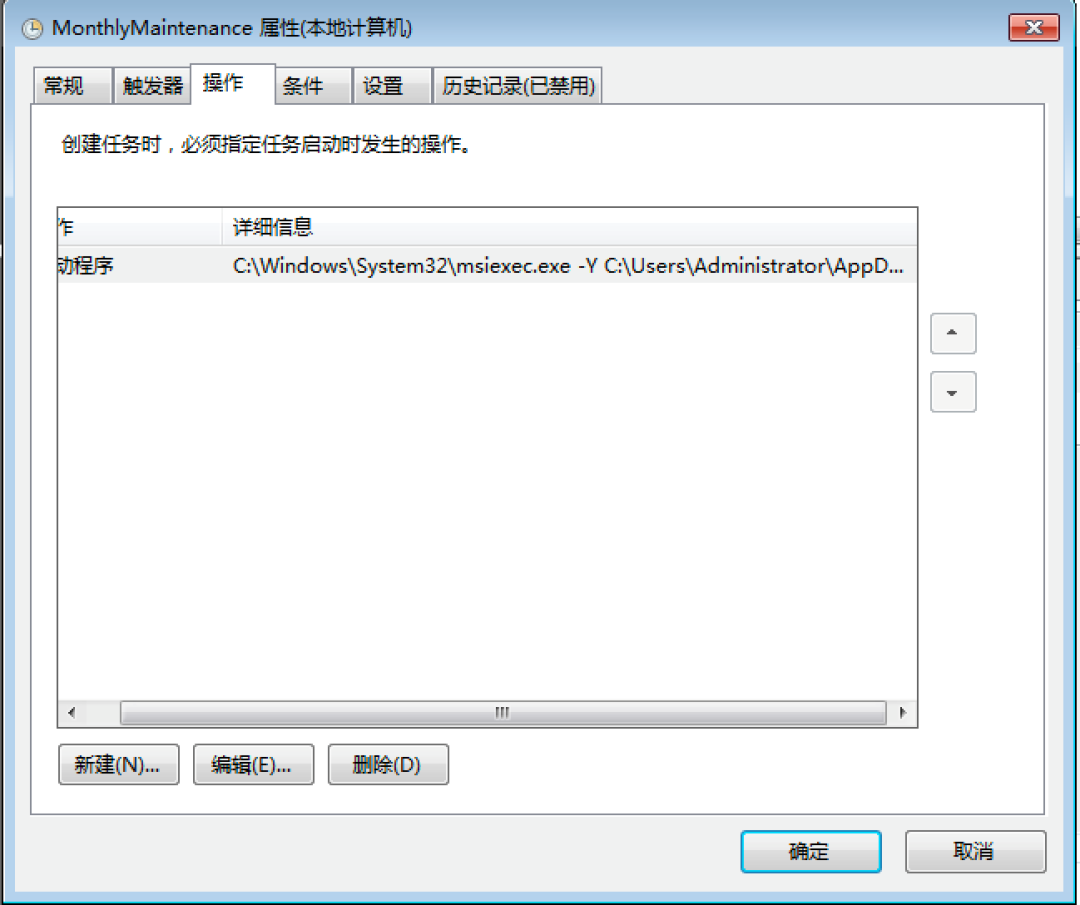 MonthlyMaintenance 属性(本地计算机)
常规 触发器 操作 条件 设置 历史记录(已禁用)
创建任务时，必须指定任务启动时发生的操作。
作 详细信息
动程序 C:\Windows\System32\msiexec.exe -Y C:\Users\Administrator\AppD...
新建(N)... 编辑(E)... 删除(D)
确定 取消